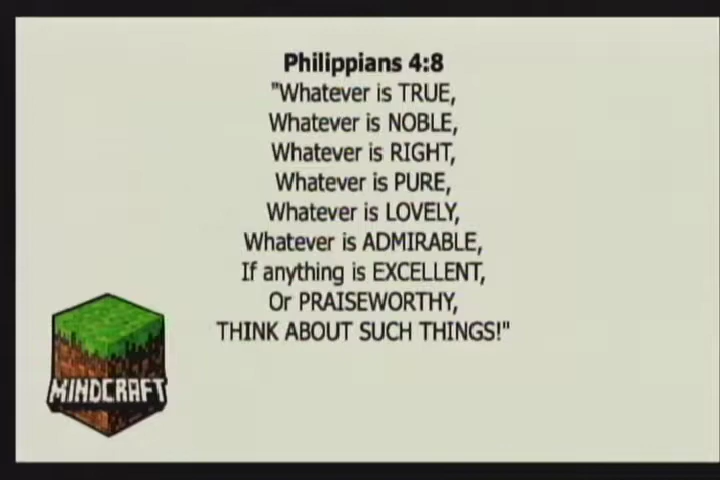 Philippians 4:8
"Whatever is TRUE,
Whatever is NOBLE,
Whatever is RIGHT,
Whatever is PURE,
Whatever is LOVELY,
Whatever is ADMIRABLE,
If anything is EXCELLENT,
Or PRAISEWORTHY,
THINK ABOUT SUCH THINGS!"
MINDCRAFT